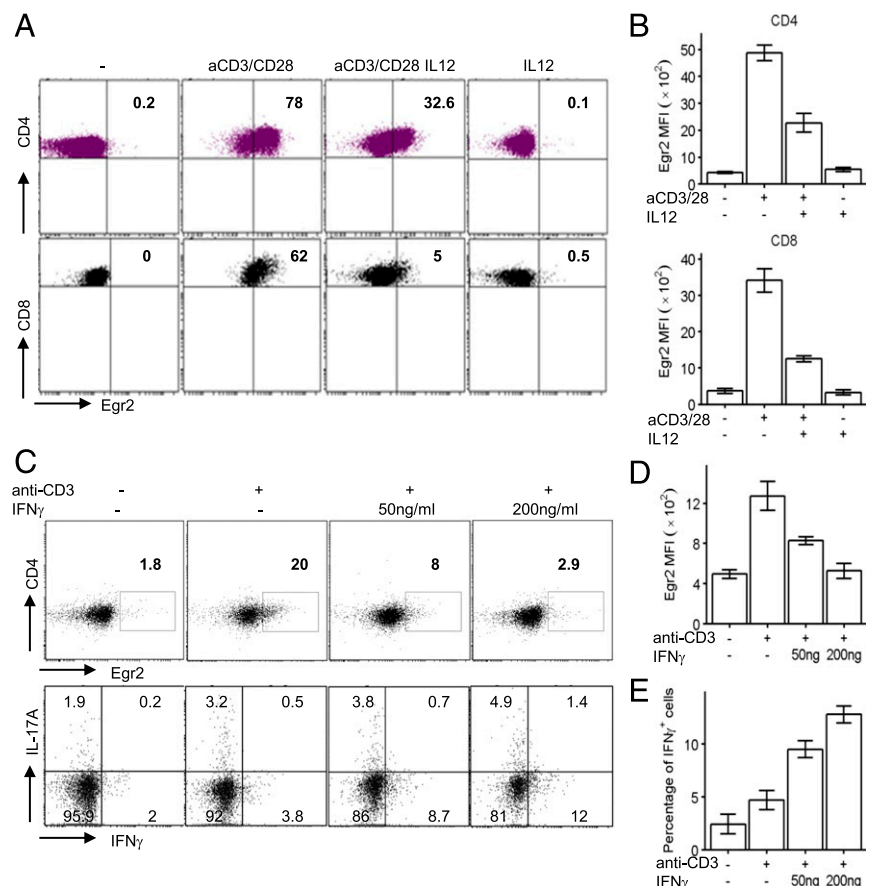 A
- aCD3/CD28 aCD3/CD28 IL12 IL12
CD4
0.2 78 32.6 0.1
CD8
0 62 5 0.5
Egr2
B
CD4
Egr2 MFI (×10²)
50
40
30
20
10
0
aCD3/28 - + + -
IL12 - - + +
CD8
Egr2 MFI (×10²)
40
30
20
10
0
aCD3/28 - + + -
IL12 - - + +
C
anti-CD3 - + + +
IFNγ - - 50ng/ml 200ng/ml
CD4
1.8 20 8 2.9
Egr2
IL-17A
1.9 0.2 3.2 0.5 3.8 0.7 4.9 1.4
95.9 2 92 3.8 86 8.7 81 12
IFNγ
D
Egr2 MFI (×10²)
12
8
4
0
anti-CD3 - + + +
IFNγ - - 50ng 200ng
E
Percentage of IFNγ⁺ cells
10
5
0
anti-CD3 - + + +
IFNγ - - 50ng 200ng